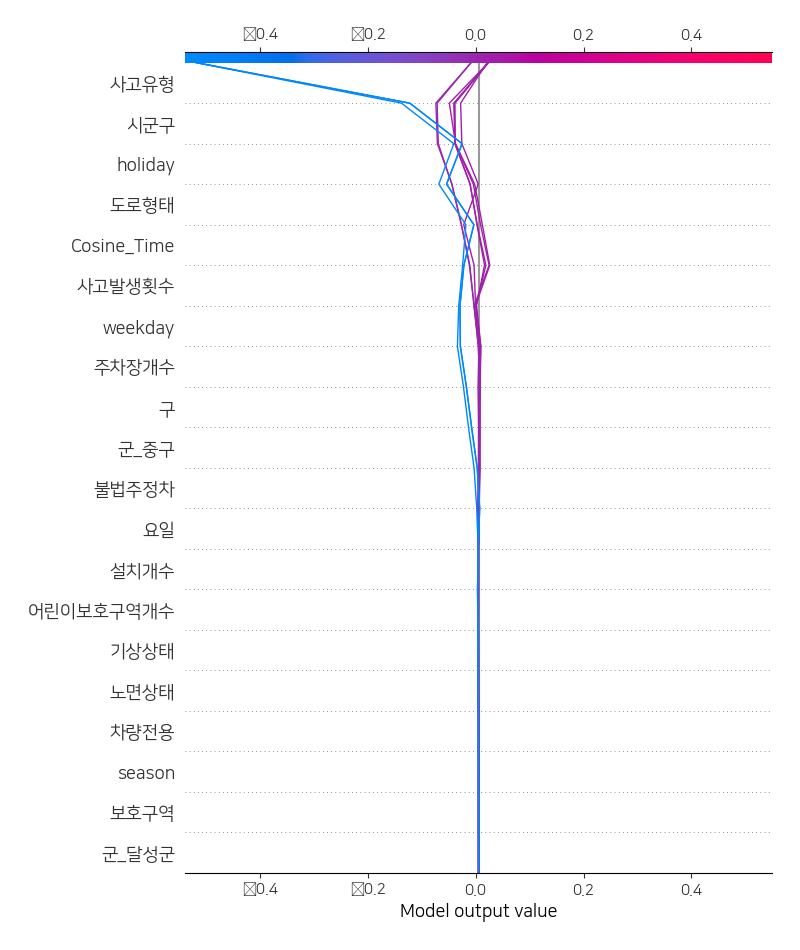 ☒0.4 ☒0.2 0.0 0.2 0.4
사고유형
시군구
holiday
도로형태
Cosine_Time
사고발생횟수
weekday
주차장개수
구
군_중구
불법주정차
요일
설치개수
어린이보호구역개수
기상상태
노면상태
차량전용
season
보호구역
군_달성군
☒0.4 ☒0.2 0.0 0.2 0.4
Model output value